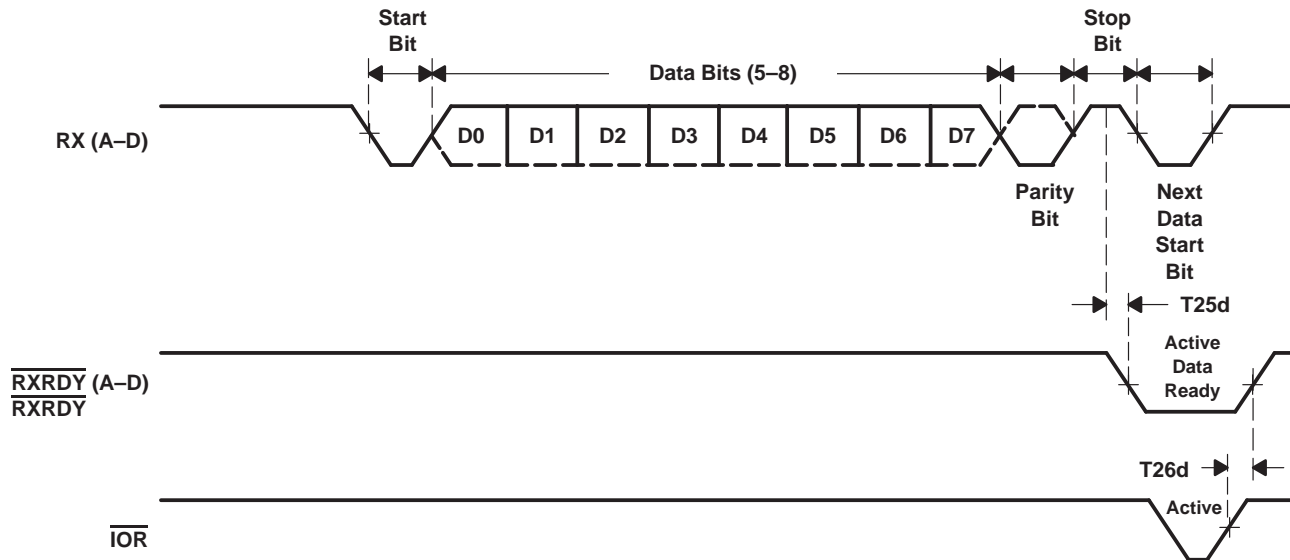 Start
Bit
Data Bits (5–8)
Stop
Bit
RX (A–D)
D0 D1 D2 D3 D4 D5 D6 D7
Parity
Bit
Next
Data
Start
Bit
T25d
RXRDY (A–D)
RXRDY
Active
Data
Ready
T26d
IOR
Active